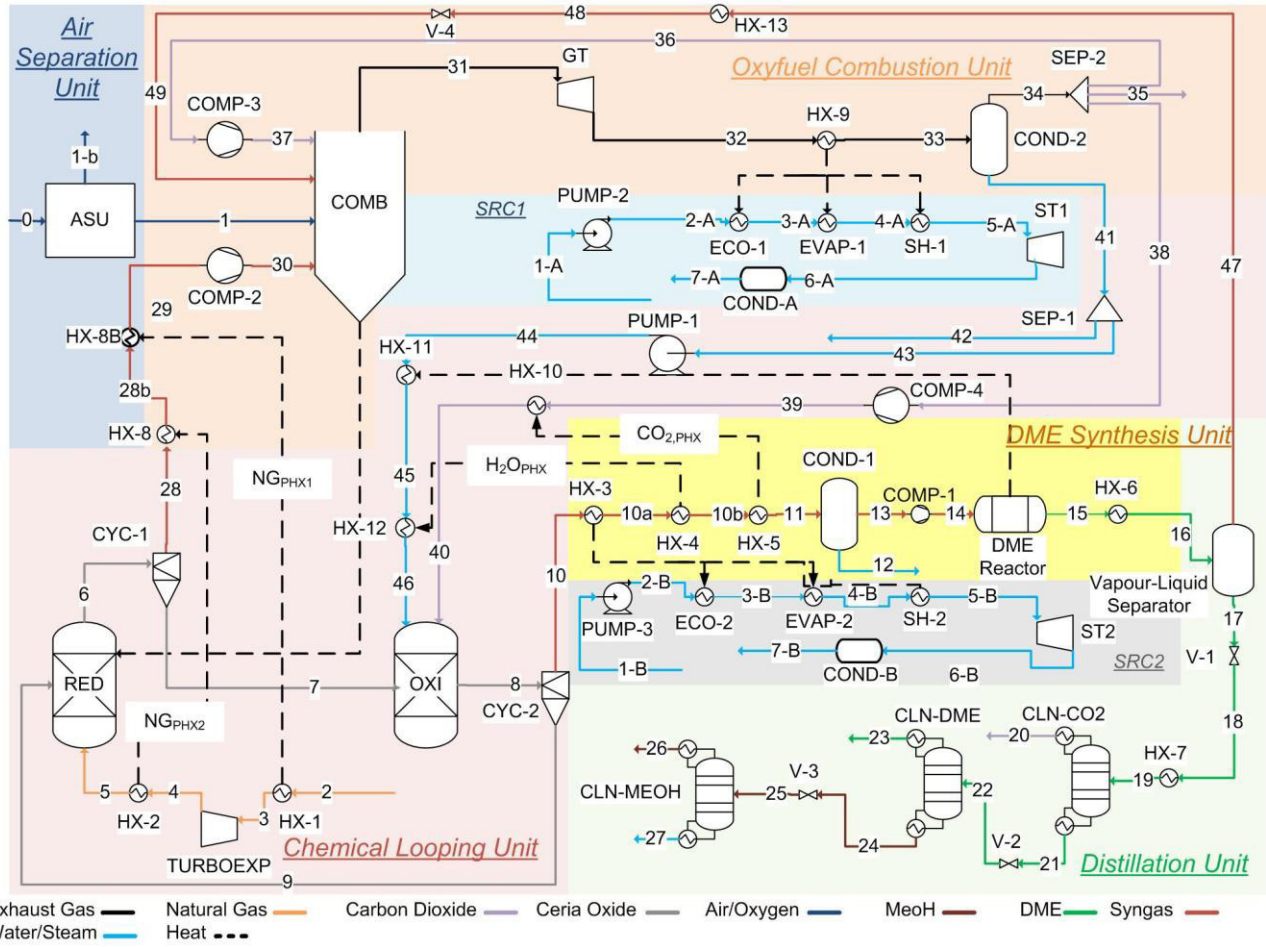 48
HX-13
V-4
36
Air
Separation
Unit
31
GT
Oxyfuel Combustion Unit
SEP-2
49
COMP-3
34
35
HX-9
1-b
37
32
33
COND-2
0
ASU
1
COMB
SRC1
PUMP-2
2-A
3-A
4-A
5-A
ST1
41
ECO-1
EVAP-1
SH-1
38
47
30
1-A
7-A
6-A
COMP-2
COND-A
29
SEP-1
PUMP-1
HX-8B
44
42
HX-11
43
28b
HX-10
COMP-4
39
HX-8
CO2,PHX
DME Synthesis Unit
NGPHX1
H2OPHX
COND-1
45
HX-3
COMP-1
HX-6
28
10a
10b
11
13
14
15
16
HX-12
CYC-1
40
HX-4
HX-5
DME
Reactor
12
46
10
Vapour-Liquid
Separator
6
2-B
3-B
4-B
5-B
17
PUMP-3
ECO-2
EVAP-2
SH-2
ST2
V-1
7-B
RED
7
OXI
8
1-B
COND-B
6-B
SRC2
CYC-2
NGPHX2
18
CLN-DME
CLN-CO2
23
20
26
HX-7
V-3
19
5
4
2
CLN-MEOH
25
22
3
HX-2
HX-1
27
24
V-2
21
TURBOEXP
Chemical Looping Unit
Distillation Unit
9
xhaust Gas
Natural Gas
Carbon Dioxide
Ceria Oxide
Air/Oxygen
MeoH
DME
Syngas
Water/Steam
Heat